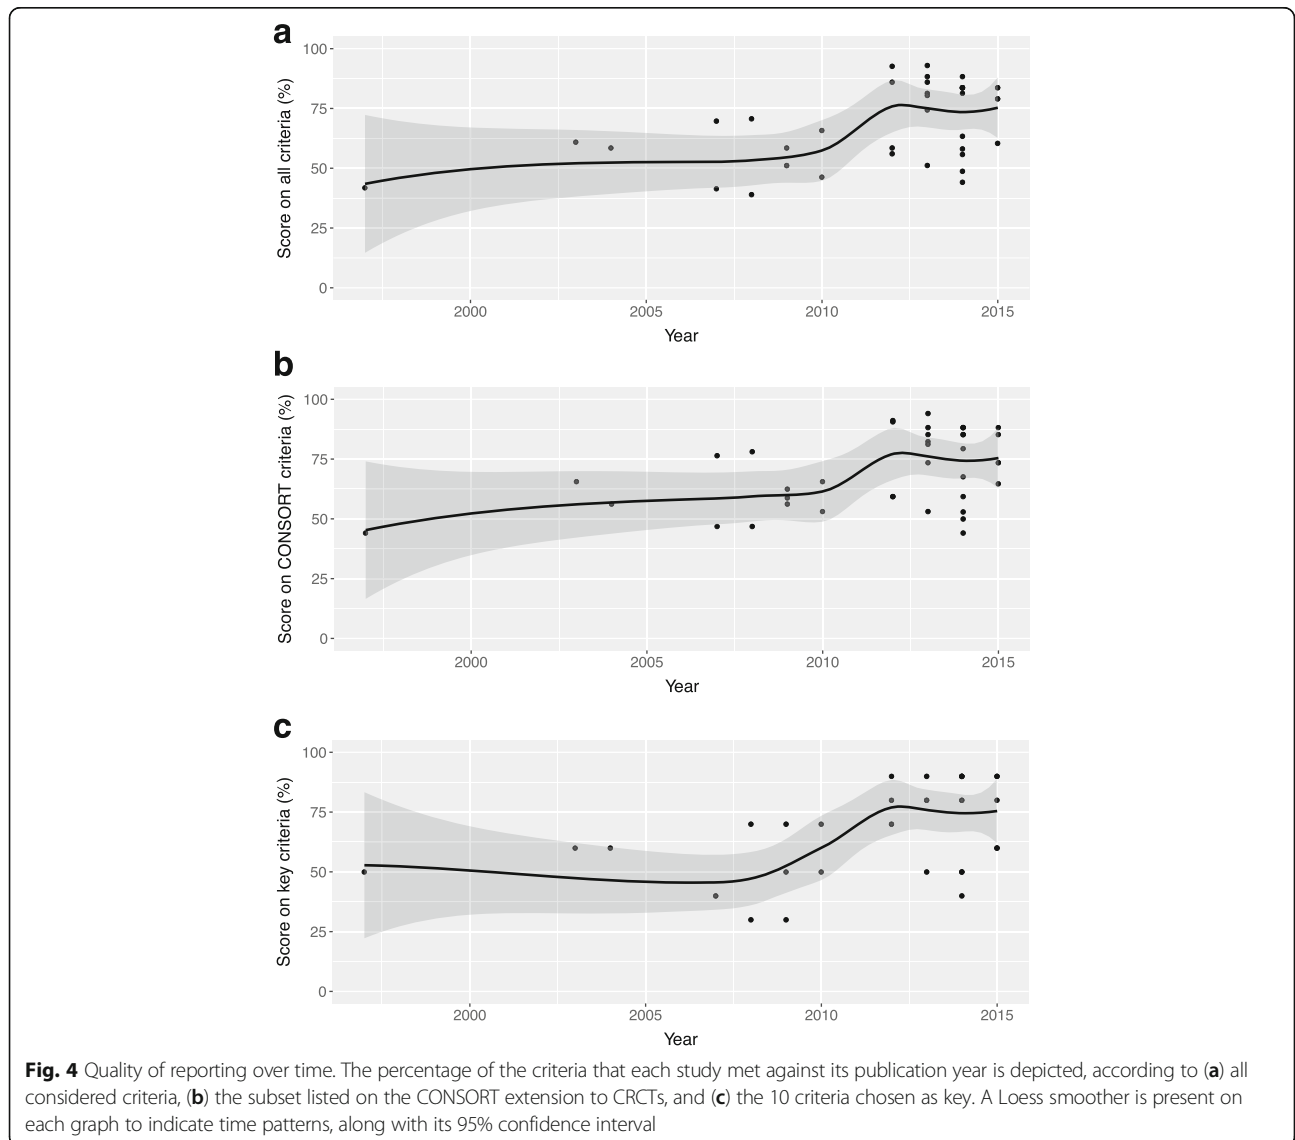 a
Score on all criteria (%)
100
75
50
25
0
2000 2005 2010 2015
Year
b
Score on CONSORT criteria (%)
100
75
50
25
0
2000 2005 2010 2015
Year
c
Score on key criteria (%)
100
75
50
25
0
2000 2005 2010 2015
Year
Fig. 4 Quality of reporting over time. The percentage of the criteria that each study met against its publication year is depicted, according to (a) all
considered criteria, (b) the subset listed on the CONSORT extension to CRCTs, and (c) the 10 criteria chosen as key. A Loess smoother is present on
each graph to indicate time patterns, along with its 95% confidence interval